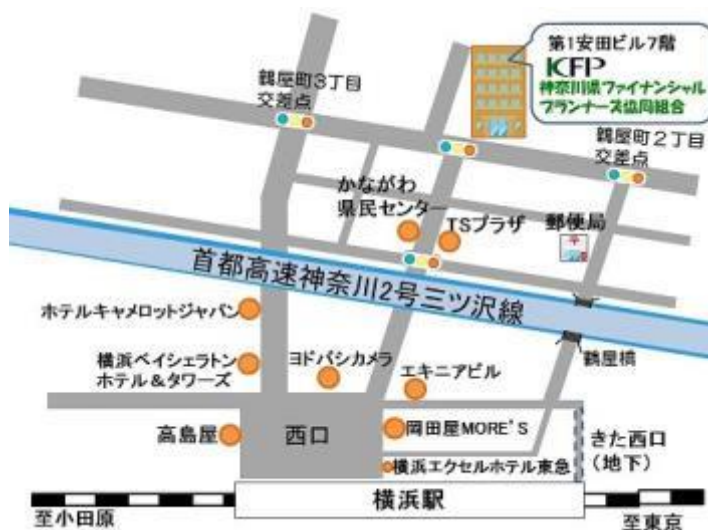 第1安田ビル7階
KFP
神奈川県ファイナンシャル
プランナーズ協同組合
鶴屋町3丁目
交差点
鶴屋町2丁目
交差点
かながわ
県民センター
TSプラザ
郵便局
首都高速神奈川2号三ツ沢線
ホテルキャメロットジャパン
横浜ベイシェラトン
ホテル&タワーズ
ヨドバシカメラ
エキニアビル
鶴屋橋
高島屋
西口
岡田屋MORE'S
きた西口
(地下)
横浜エクセルホテル東急
横浜駅
至小田原
至東京